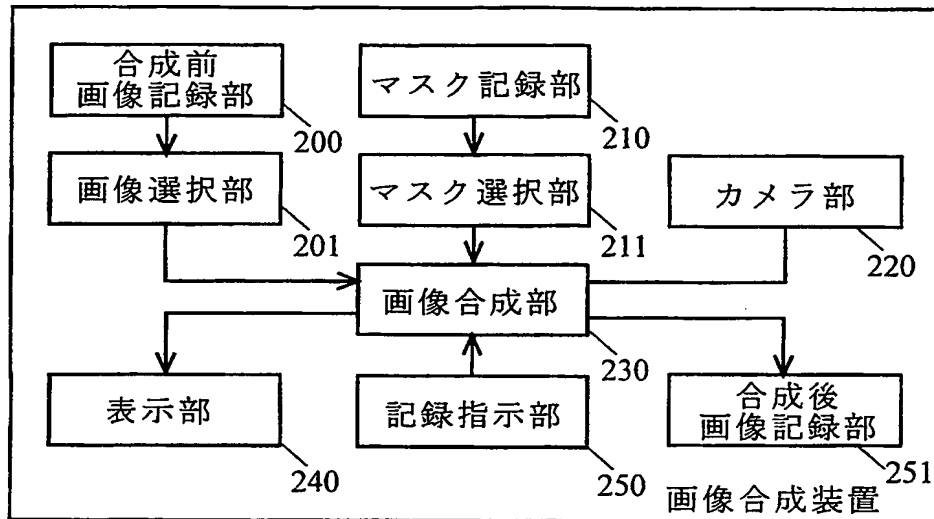 合成前
画像記録部
200
マスク記録部
210
画像選択部
201
マスク選択部
211
カメラ部
220
画像合成部
230
表示部
240
記録指示部
250
合成後
画像記録部
251
画像合成装置